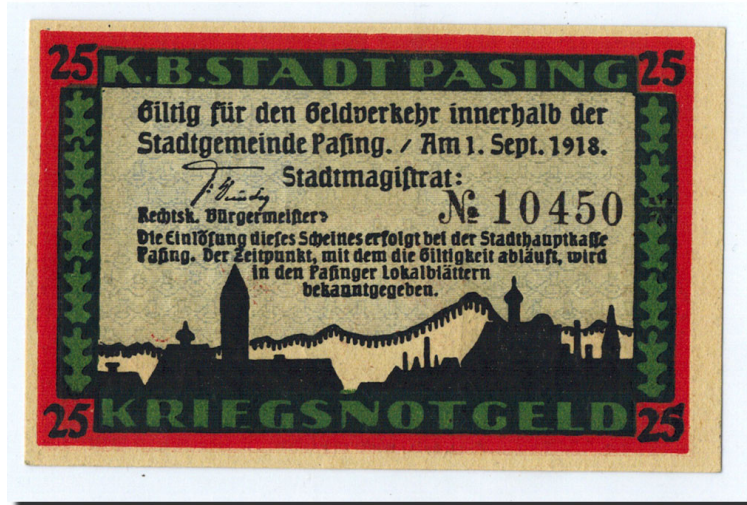 25 K.B.STADT PASING 25
Giltig für den Geldverkehr innerhalb der
Stadtgemeinde Pasing. / Am 1. Sept. 1918.
Stadtmagistrat:
№ 10450
Rechtsk. Bürgermeister
Die Einlösung dieses Scheines erfolgt bei der Stadthauptkasse
Pasing. Der Zeitpunkt, mit dem die Giltigkeit abläuft, wird
in den Pasinger Lokalblättern
bekanntgegeben.
25 KRIEGSNOTGELD 25